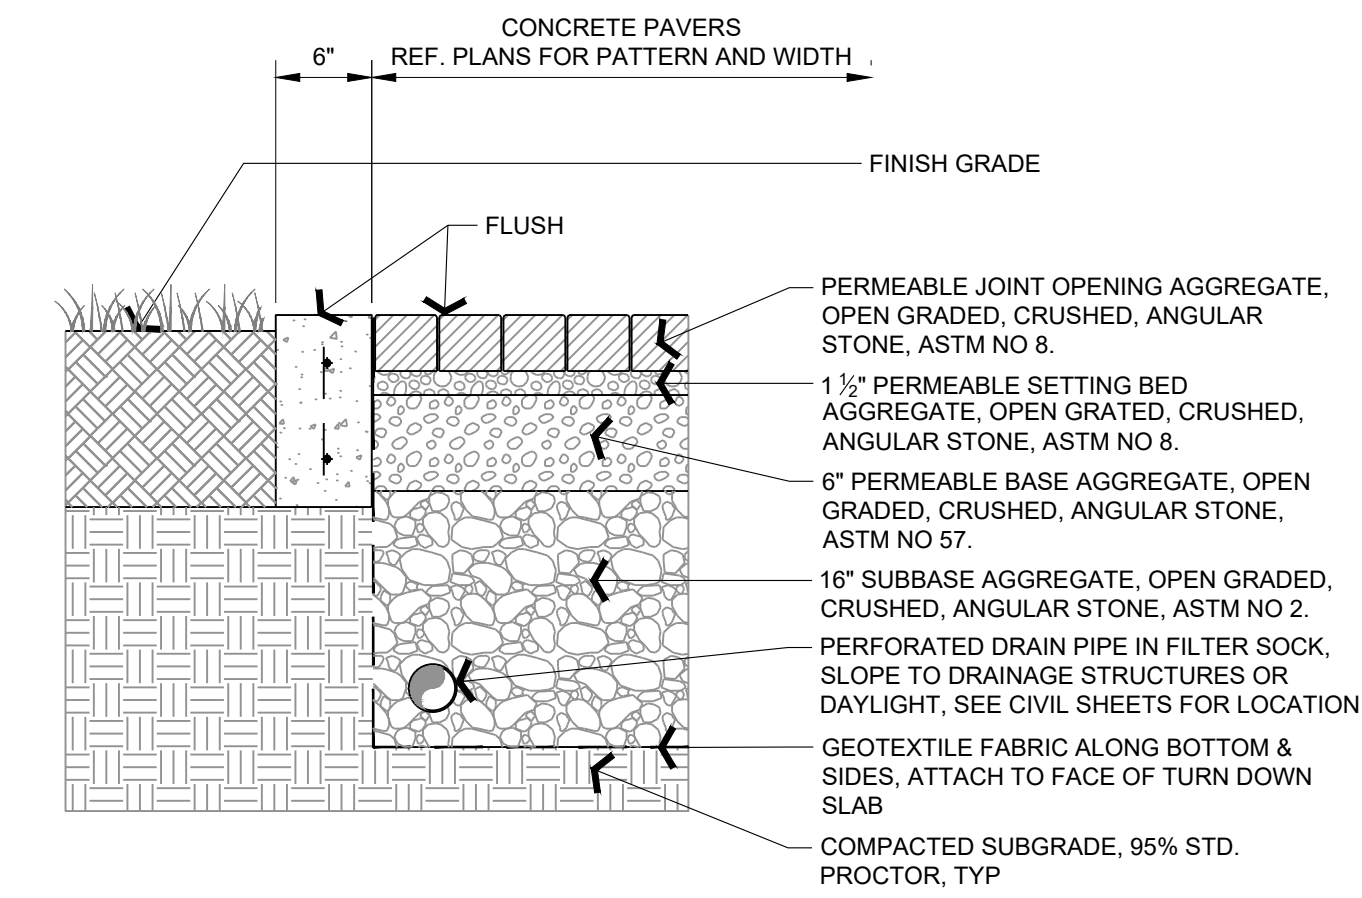 CONCRETE PAVERS
6" REF. PLANS FOR PATTERN AND WIDTH
FINISH GRADE
FLUSH
PERMEABLE JOINT OPENING AGGREGATE,
OPEN GRADED, CRUSHED, ANGULAR
STONE, ASTM NO 8.
1 ½" PERMEABLE SETTING BED
AGGREGATE, OPEN GRATED, CRUSHED,
ANGULAR STONE, ASTM NO 8.
6" PERMEABLE BASE AGGREGATE, OPEN
GRADED, CRUSHED, ANGULAR STONE,
ASTM NO 57.
16" SUBBASE AGGREGATE, OPEN GRADED,
CRUSHED, ANGULAR STONE, ASTM NO 2.
PERFORATED DRAIN PIPE IN FILTER SOCK,
SLOPE TO DRAINAGE STRUCTURES OR
DAYLIGHT, SEE CIVIL SHEETS FOR LOCATION
GEOTEXTILE FABRIC ALONG BOTTOM &
SIDES, ATTACH TO FACE OF TURN DOWN
SLAB
COMPACTED SUBGRADE, 95% STD.
PROCTOR, TYP